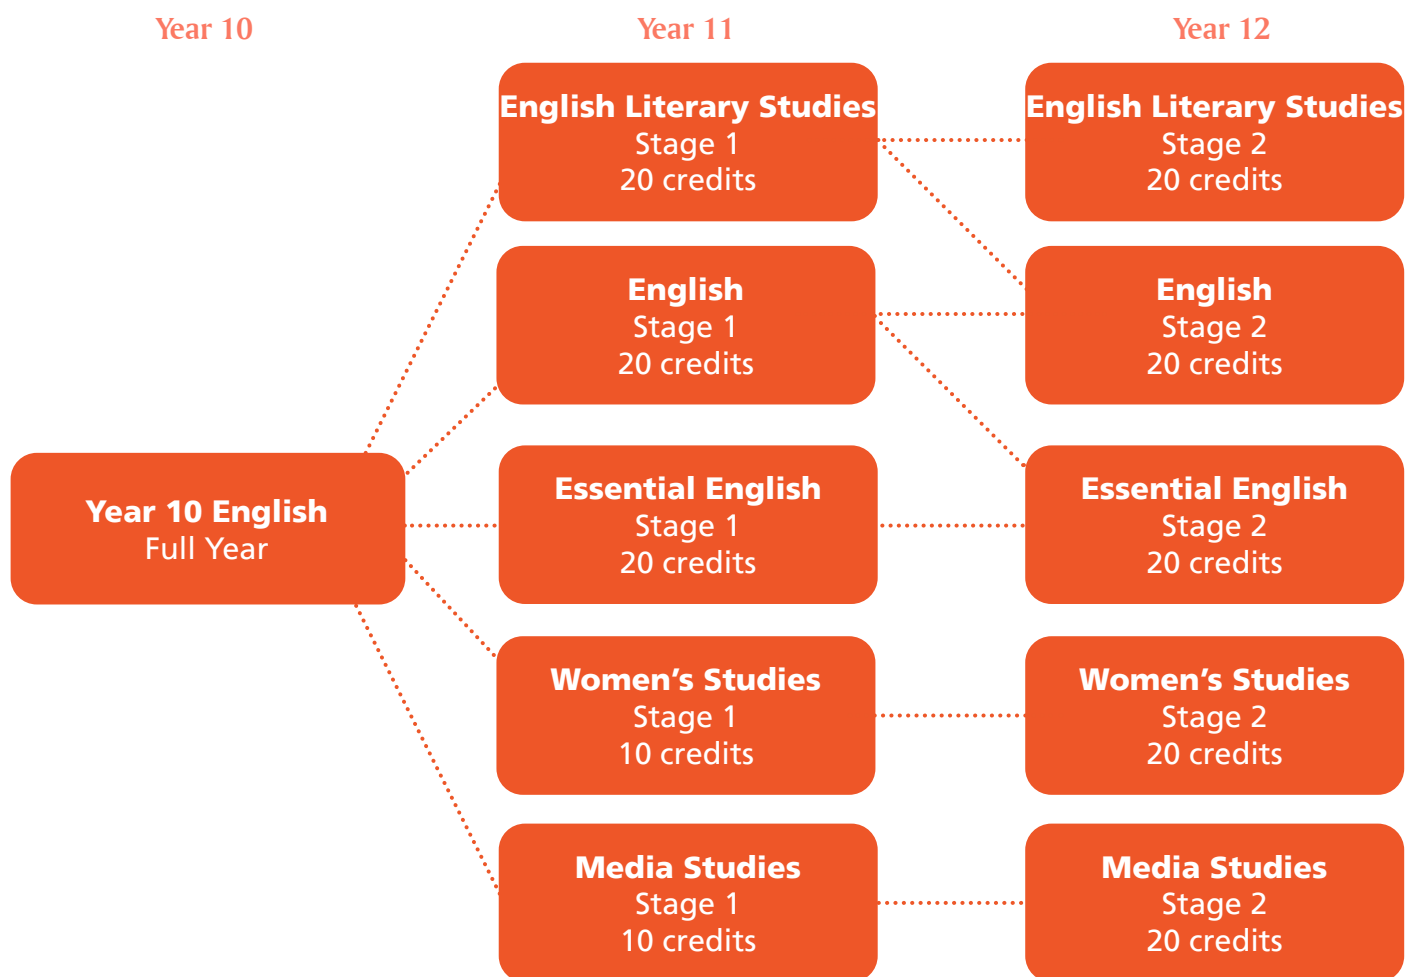 Year 10
Year 11
Year 12
English Literary Studies
Stage 1
20 credits
English Literary Studies
Stage 2
20 credits
English
Stage 1
20 credits
English
Stage 2
20 credits
Year 10 English
Full Year
Essential English
Stage 1
20 credits
Essential English
Stage 2
20 credits
Women’s Studies
Stage 1
10 credits
Women’s Studies
Stage 2
20 credits
Media Studies
Stage 1
10 credits
Media Studies
Stage 2
20 credits